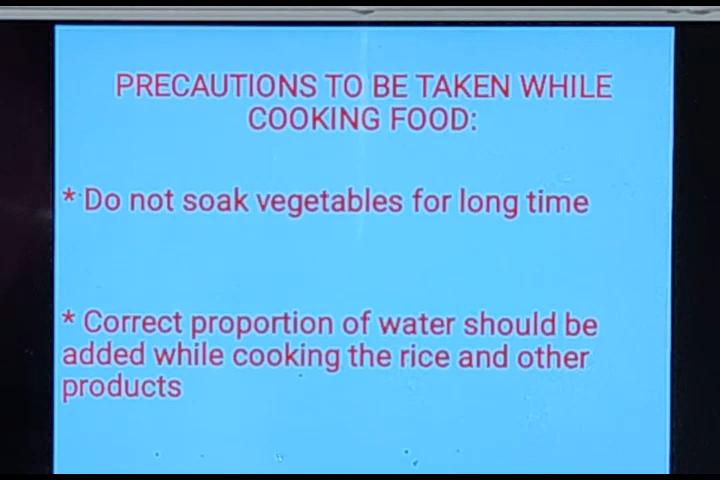 PRECAUTIONS TO BE TAKEN WHILE
COOKING FOOD:
* Do not soak vegetables for long time
* Correct proportion of water should be
added while cooking the rice and other
products